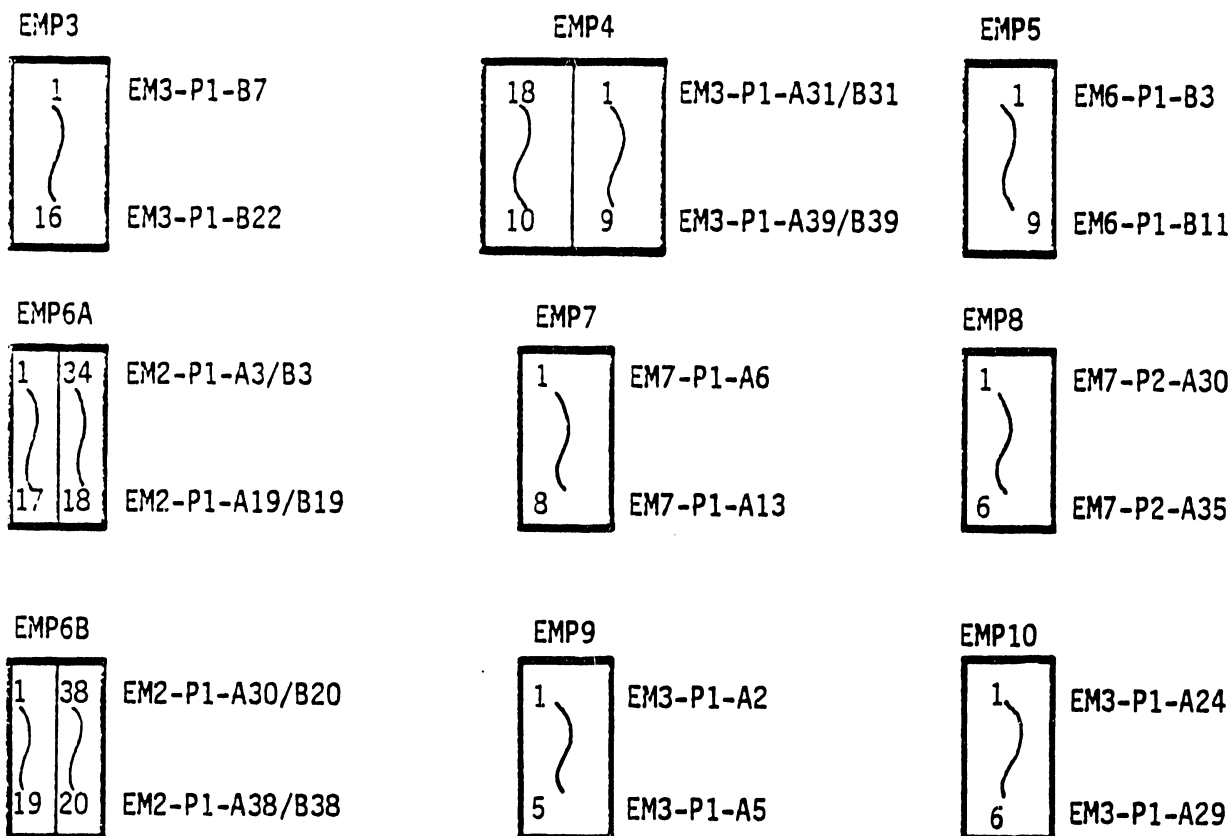 EMP3 EMP4 EMP5
1 EM3-P1-B7 18 1 EM3-P1-A31/B31 1 EM6-P1-B3
16 EM3-P1-B22 10 9 EM3-P1-A39/B39 9 EM6-P1-B11
EMP6A EMP7 EMP8
1 34 EM2-P1-A3/B3 1 EM7-P1-A6 1 EM7-P2-A30
17 18 EM2-P1-A19/B19 8 EM7-P1-A13 6 EM7-P2-A35
EMP6B EMP9 EMP10
1 38 EM2-P1-A30/B20 1 EM3-P1-A2 1 EM3-P1-A24
19 20 EM2-P1-A38/B38 5 EM3-P1-A5 6 EM3-P1-A29